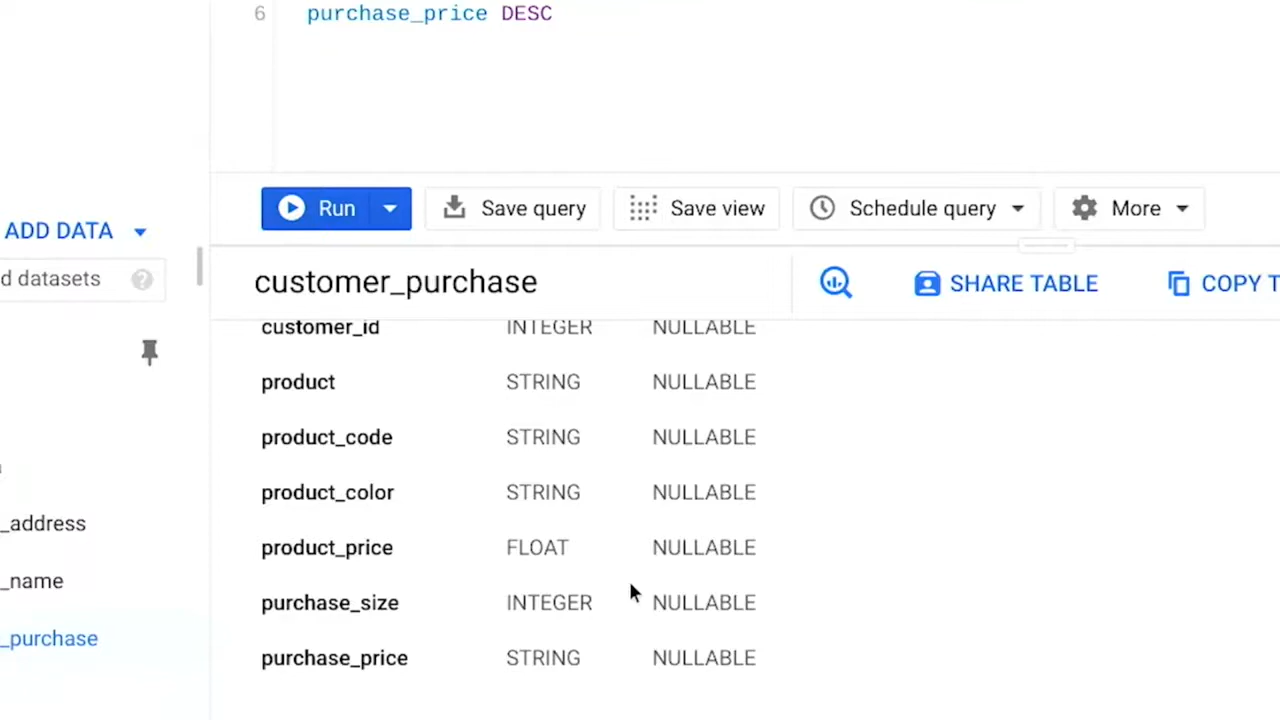 6 purchase_price DESC
Run Save query Save view Schedule query More
ADD DATA
d datasets
customer_purchase SHARE TABLE COPY T
customer_id INTEGER NULLABLE
product STRING NULLABLE
product_code STRING NULLABLE
product_color STRING NULLABLE
_address
product_price FLOAT NULLABLE
_name
purchase_size INTEGER NULLABLE
_purchase
purchase_price STRING NULLABLE